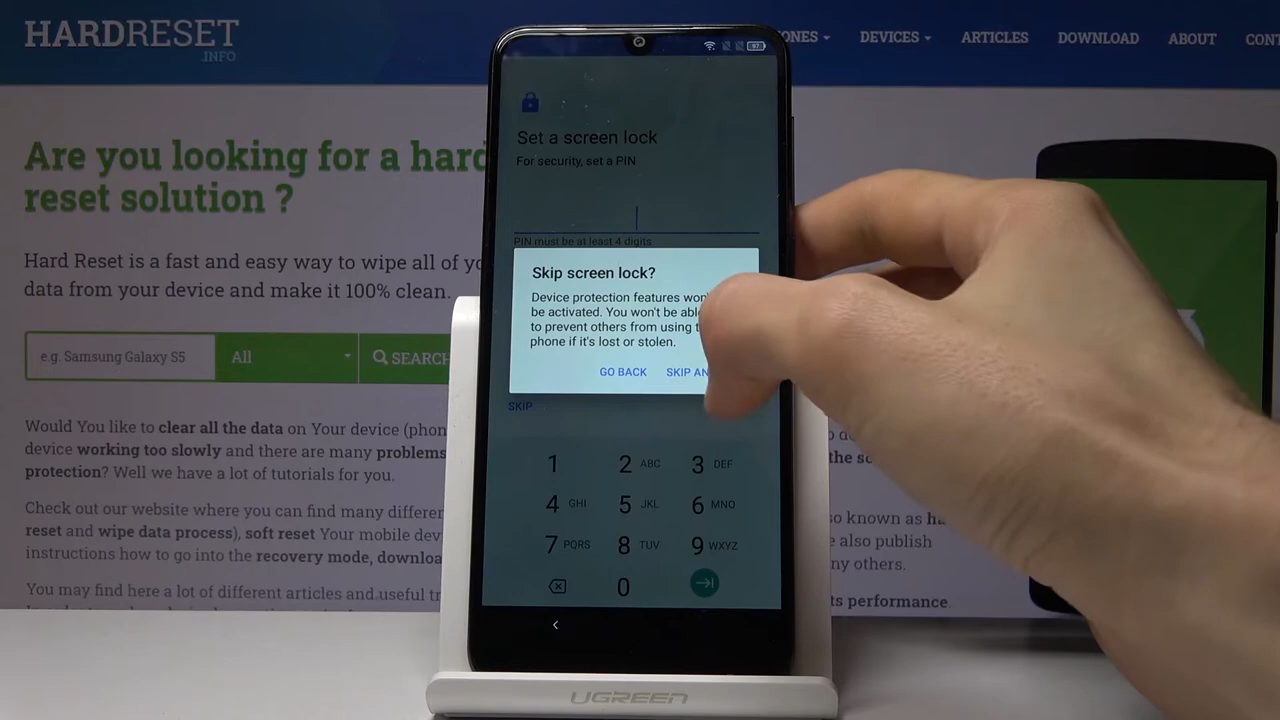 HARDRESET
.INFO
ONES
DEVICES
ARTICLES
DOWNLOAD
ABOUT
CONT
Are you looking for a hard
reset solution ?
Hard Reset is a fast and easy way to wipe all of yo
data from your device and make it 100% clean.
e.g. Samsung Galaxy S5
All
SEARCH
Would You like to clear all the data on Your device (phon
device working too slowly and there are many problems
protection? Well we have a lot of tutorials for you.
Check out our website where you can find many differen
reset and wipe data process), soft reset Your mobile dev
instructions how to go into the recovery mode, downloa
You may find here a lot of different articles and useful tr
97
Set a screen lock
For security, set a PIN
PIN must be at least 4 digits
Skip screen lock?
Device protection features won'
be activated. You won't be able
to prevent others from using t
phone if it's lost or stolen.
GO BACK
SKIP AN
SKIP
1
2 ABC
3 DEF
4 GHI
5 JKL
6 MNO
7 PQRS
8 TUV
9 WXYZ
0
so known as ha
e also publish
ny others.
ts performance.
UGREEN